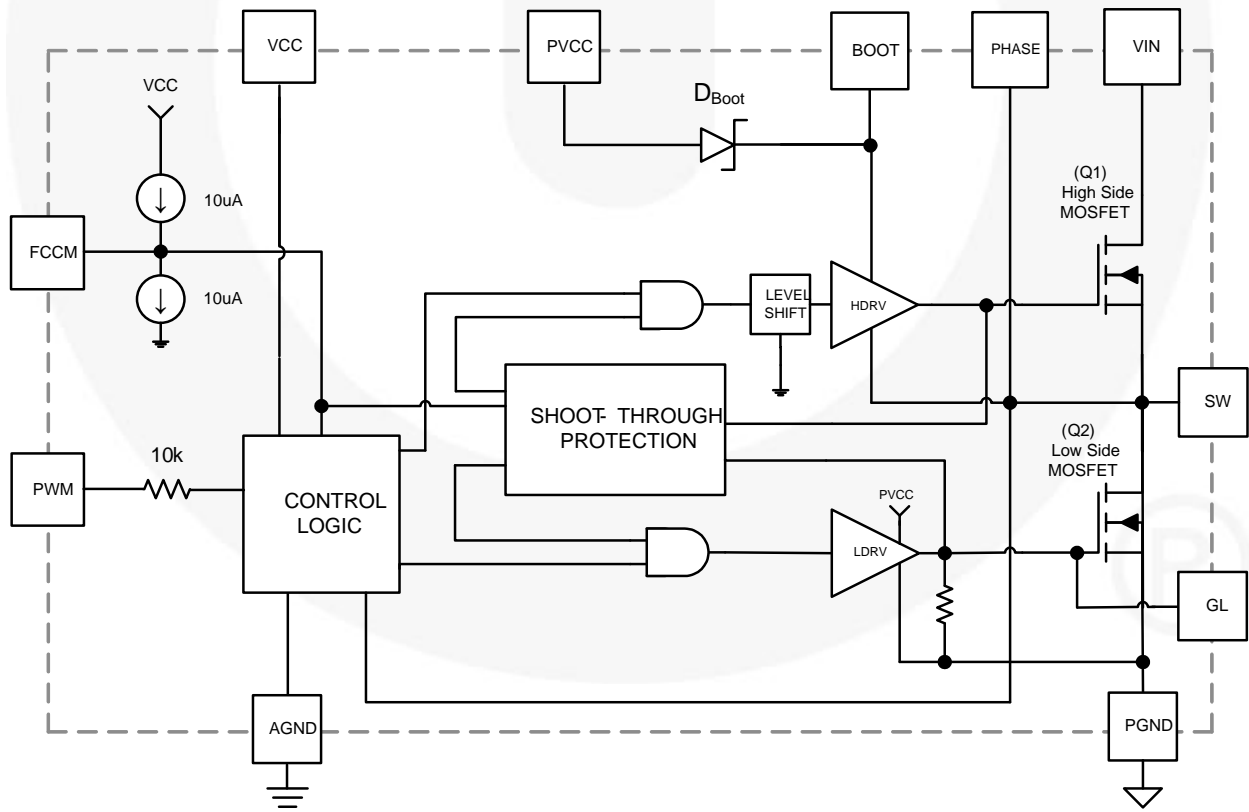 VCC
PVCC
BOOT
PHASE
VIN
VCC
D Boot
10uA
(Q1)
High Side
MOSFET
FCCM
10uA
LEVEL
SHIFT
HDRV
SHOOT- THROUGH
PROTECTION
SW
(Q2)
Low Side
MOSFET
10k
PWM
CONTROL
LOGIC
PVCC
LDRV
GL
AGND
PGND
R